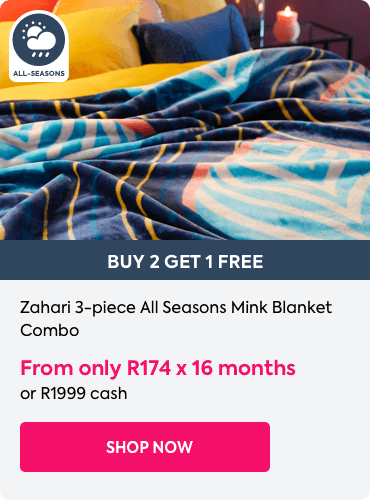 ALL-SEASONS
BUY 2 GET 1 FREE
Zahari 3-piece All Seasons Mink Blanket
Combo
From only R174 x 16 months
or R1999 cash
SHOP NOW